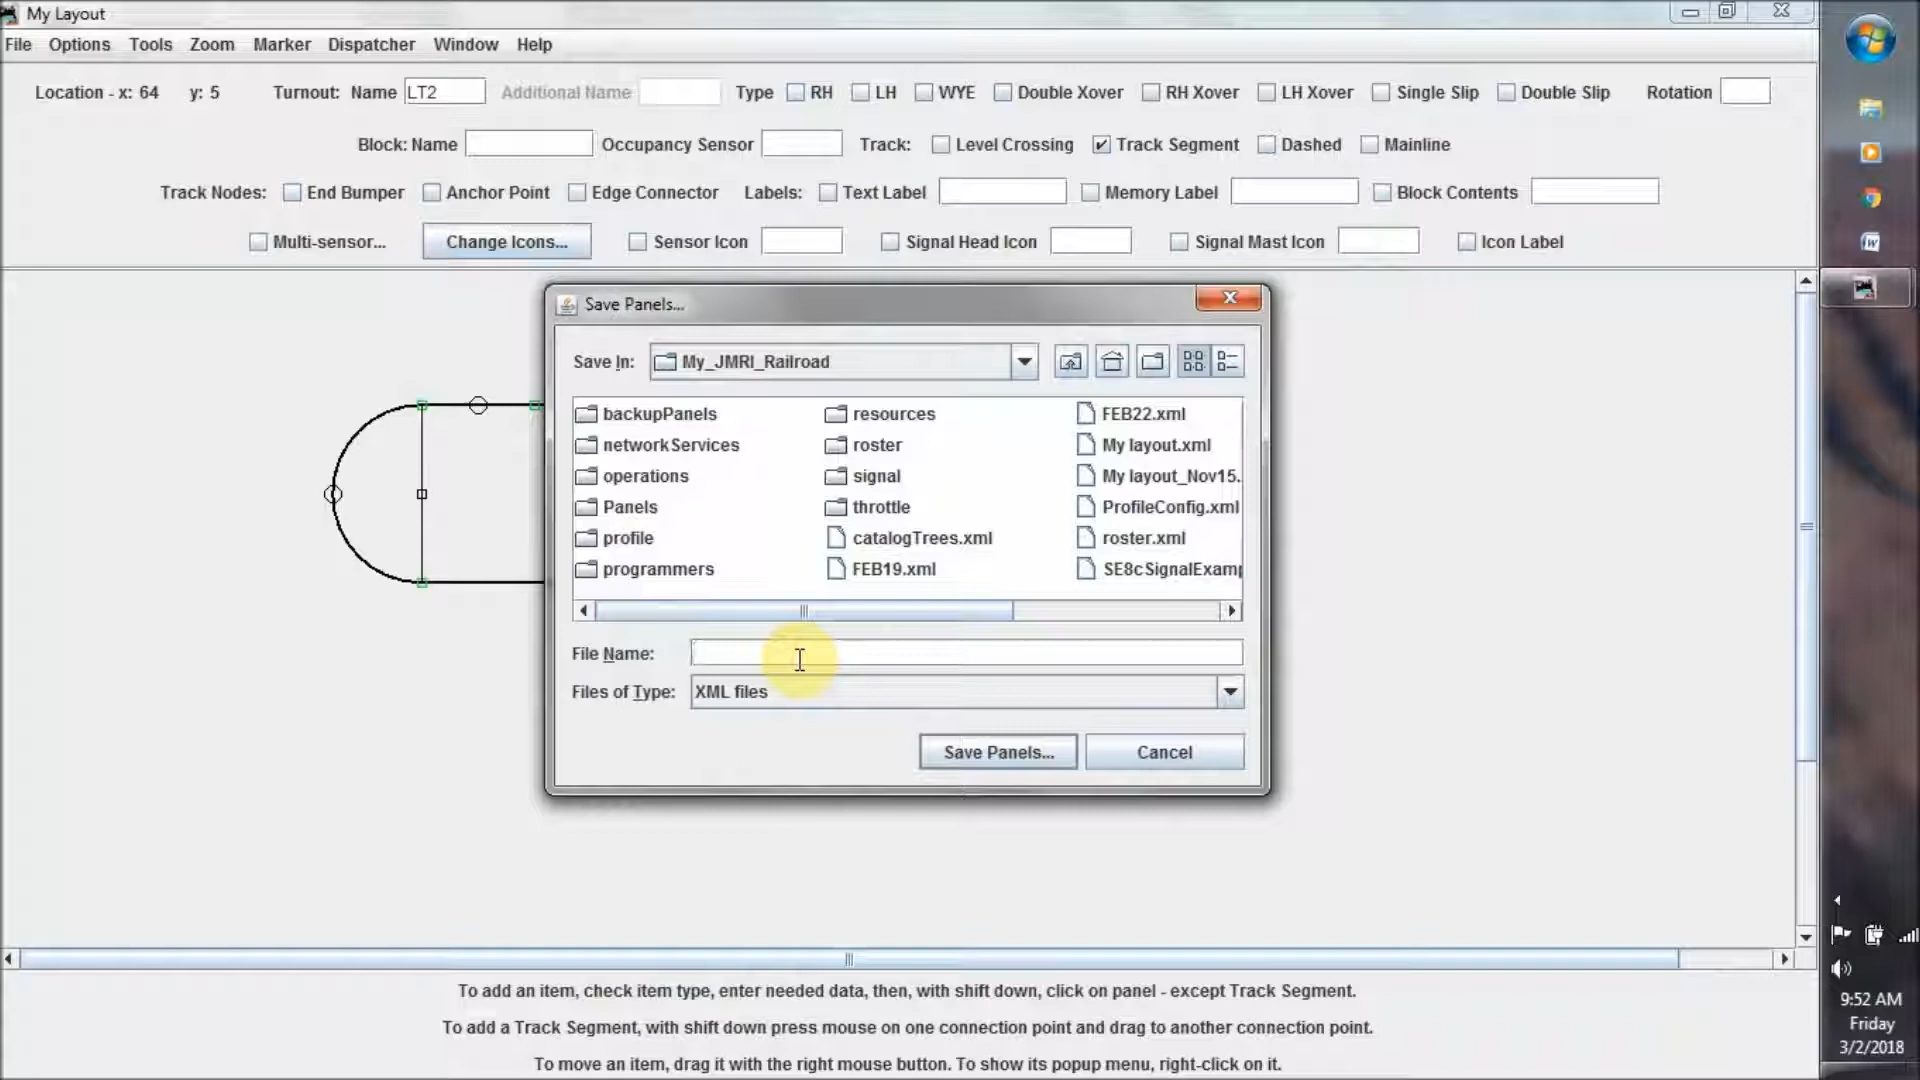 My Layout
File Options Tools Zoom Marker Dispatcher Window Help
Location - x: 64 y: 5 Turnout: Name LT2 Additional Name Type RH LH WYE Double Xover RH Xover LH Xover Single Slip Double Slip Rotation
Block: Name Occupancy Sensor Track: Level Crossing Track Segment Dashed Mainline
Track Nodes: End Bumper Anchor Point Edge Connector Labels: Text Label Memory Label Block Contents
Multi-sensor... Change Icons... Sensor Icon Signal Head Icon Signal Mast Icon Icon Label
Save Panels...
Save In: My_JMRI_Railroad
backupPanels resources FEB22.xml
networkServices roster My layout.xml
operations signal My layout_Nov15.
Panels throttle ProfileConfig.xml
profile catalogTrees.xml roster.xml
programmers FEB19.xml SE8cSignalExamp
File Name:
Files of Type: XML files
Save Panels... Cancel
To add an item, check item type, enter needed data, then, with shift down, click on panel - except Track Segment.
To add a Track Segment, with shift down press mouse on one connection point and drag to another connection point.
To move an item, drag it with the right mouse button. To show its popup menu, right-click on it.
9:52 AM
Friday
3/2/2018